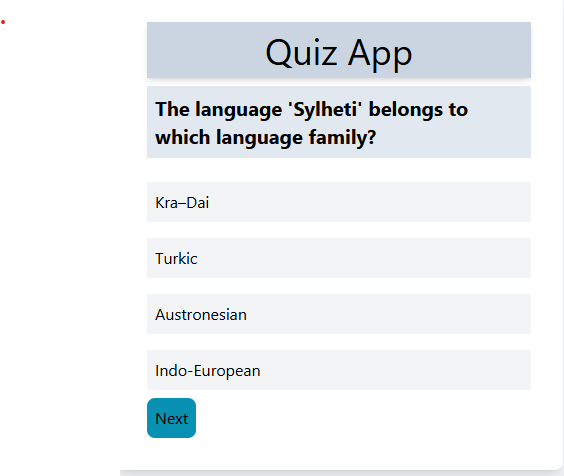 Quiz App
The language 'Sylheti' belongs to
which language family?
Kra–Dai
Turkic
Austronesian
Indo-European
Next